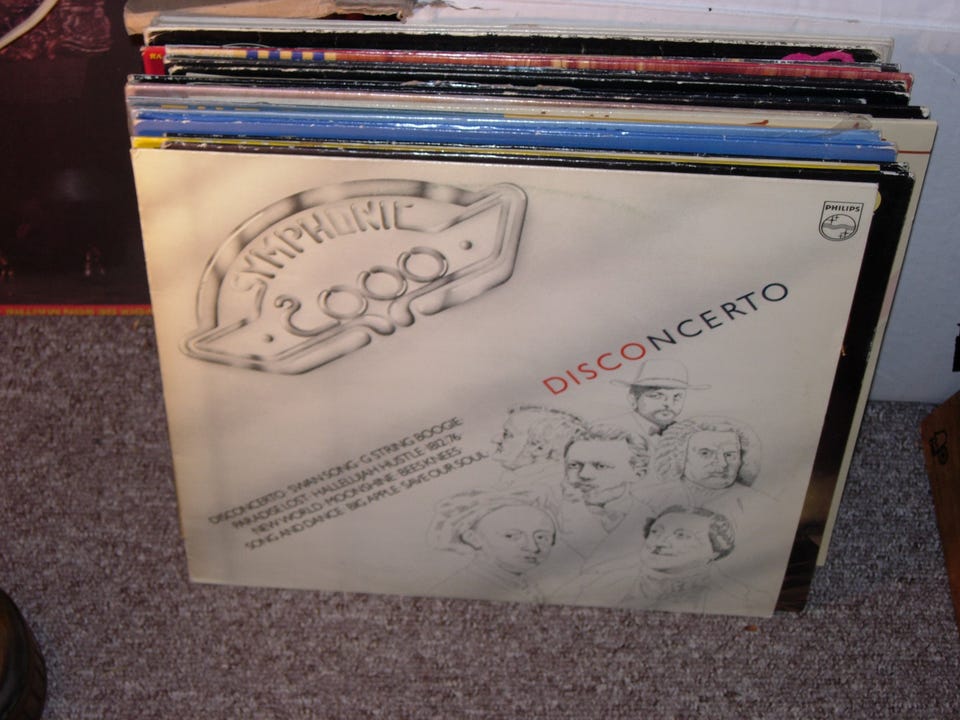 SYMPHONIC
2000
PHILIPS
DISCONCERTO
DISCONCERTO · SWAN SONG · G STRING BOOGIE
PARADISE LOST · HALLELUJAH HUSTLE · 1812.76
NEW WORLD · MOONSHINE · BEES KNEES
SONG AND DANCE · BIG APPLE · SAVE OUR SOUL